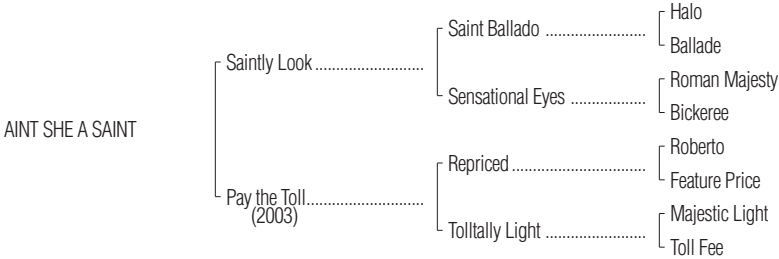 Halo
Saint Ballado ........................
Ballade
Saintly Look ..........................
Roman Majesty
Sensational Eyes ..................
Bickeree
AINT SHE A SAINT
Roberto
Repriced ................................
Feature Price
Pay the Toll............................
(2003)
Majestic Light
Tolltally Light ........................
Toll Fee